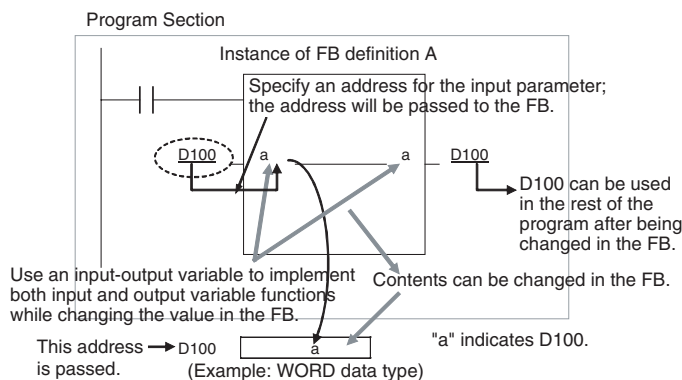 Program Section
Instance of FB definition A
Specify an address for the input parameter;
the address will be passed to the FB.
D100
a
a
D100
D100 can be used
in the rest of the
program after being
changed in the FB.
Use an input-output variable to implement
both input and output variable functions
while changing the value in the FB.
Contents can be changed in the FB.
This address
is passed.
D100
a
(Example: WORD data type)
"a" indicates D100.